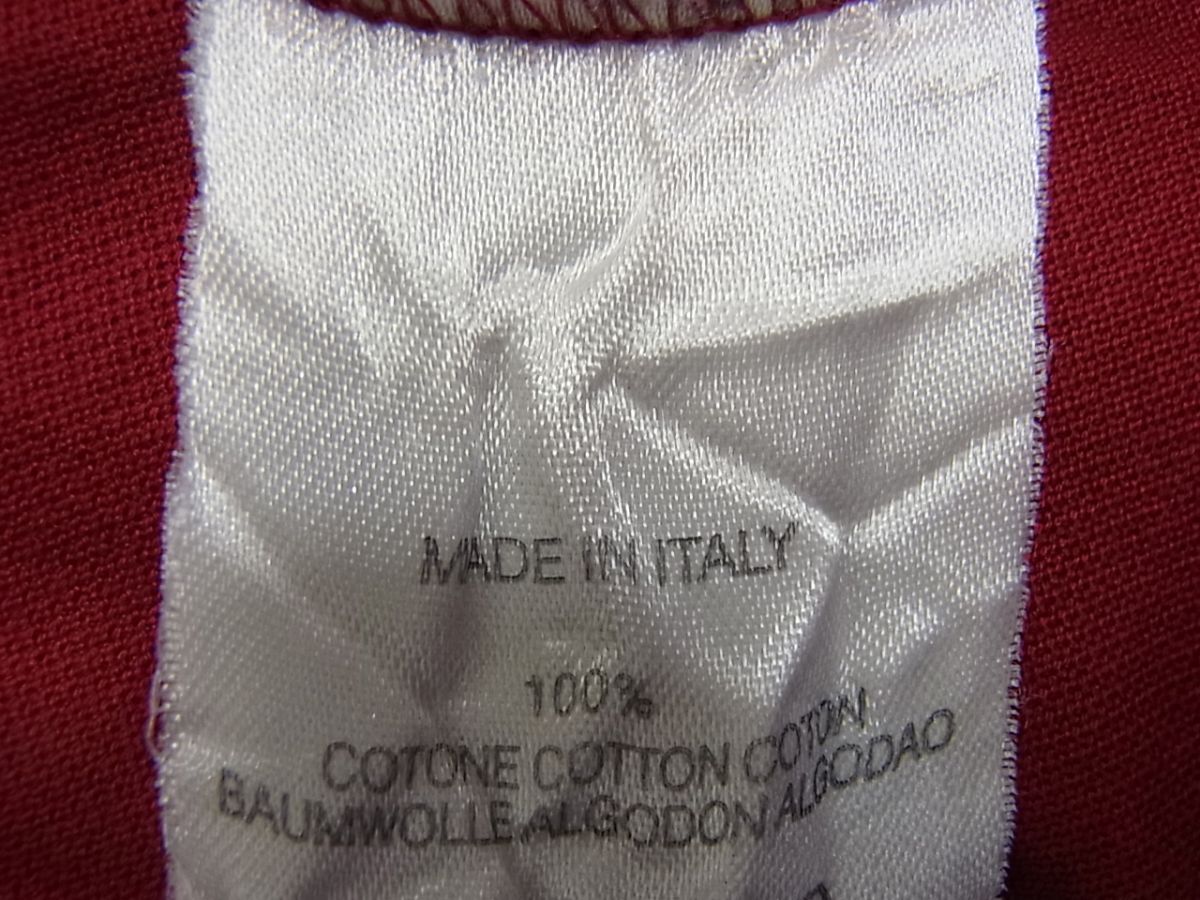 MADE IN ITALY
100%
COTONE COTTON COTON
BAUMWOLLE ALGODON ALGODAO